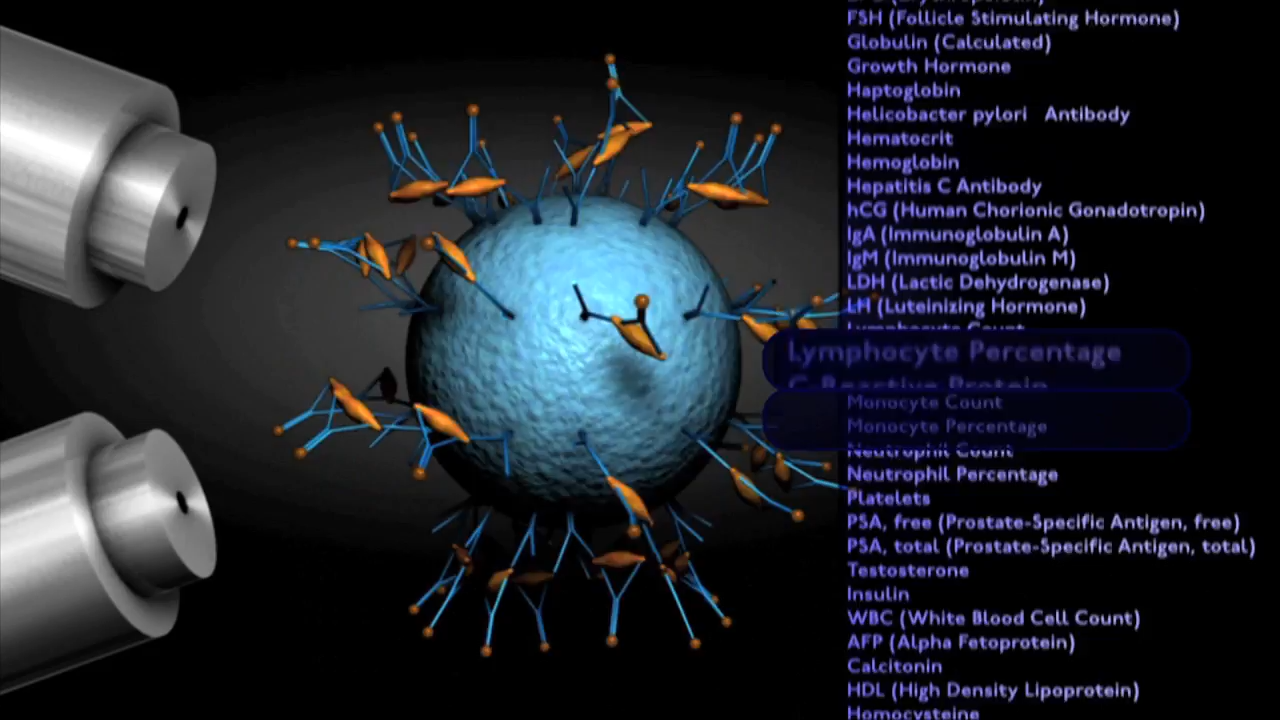 FSH (Follicle Stimulating Hormone)
Globulin (Calculated)
Growth Hormone
Haptoglobin
Helicobacter pylori Antibody
Hematocrit
Hemoglobin
Hepatitis C Antibody
hCG (Human Chorionic Gonadotropin)
IgA (Immunoglobulin A)
IgM (Immunoglobulin M)
LDH (Lactic Dehydrogenase)
LH (Luteinizing Hormone)
Lymphocyte Count
Lymphocyte Percentage
C-Reactive Protein
Monocyte Count
Monocyte Percentage
Neutrophil Count
Neutrophil Percentage
Platelets
PSA, free (Prostate-Specific Antigen, free)
PSA, total (Prostate-Specific Antigen, total)
Testosterone
Insulin
WBC (White Blood Cell Count)
AFP (Alpha Fetoprotein)
Calcitonin
HDL (High Density Lipoprotein)
Homocysteine